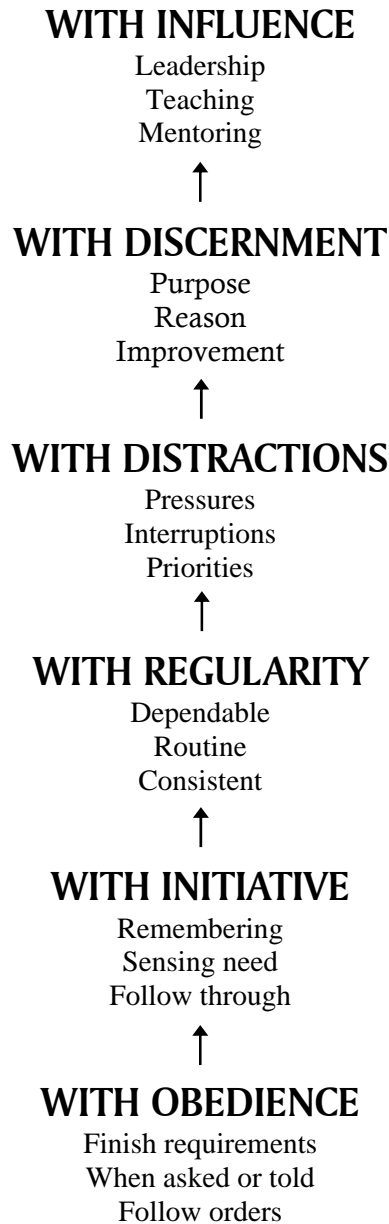 WITH INFLUENCE
Leadership
Teaching
Mentoring
WITH DISCERNMENT
Purpose
Reason
Improvement
WITH DISTRACTIONS
Pressures
Interruptions
Priorities
WITH REGULARITY
Dependable
Routine
Consistent
WITH INITIATIVE
Remembering
Sensing need
Follow through
WITH OBEDIENCE
Finish requirements
When asked or told
Follow orders